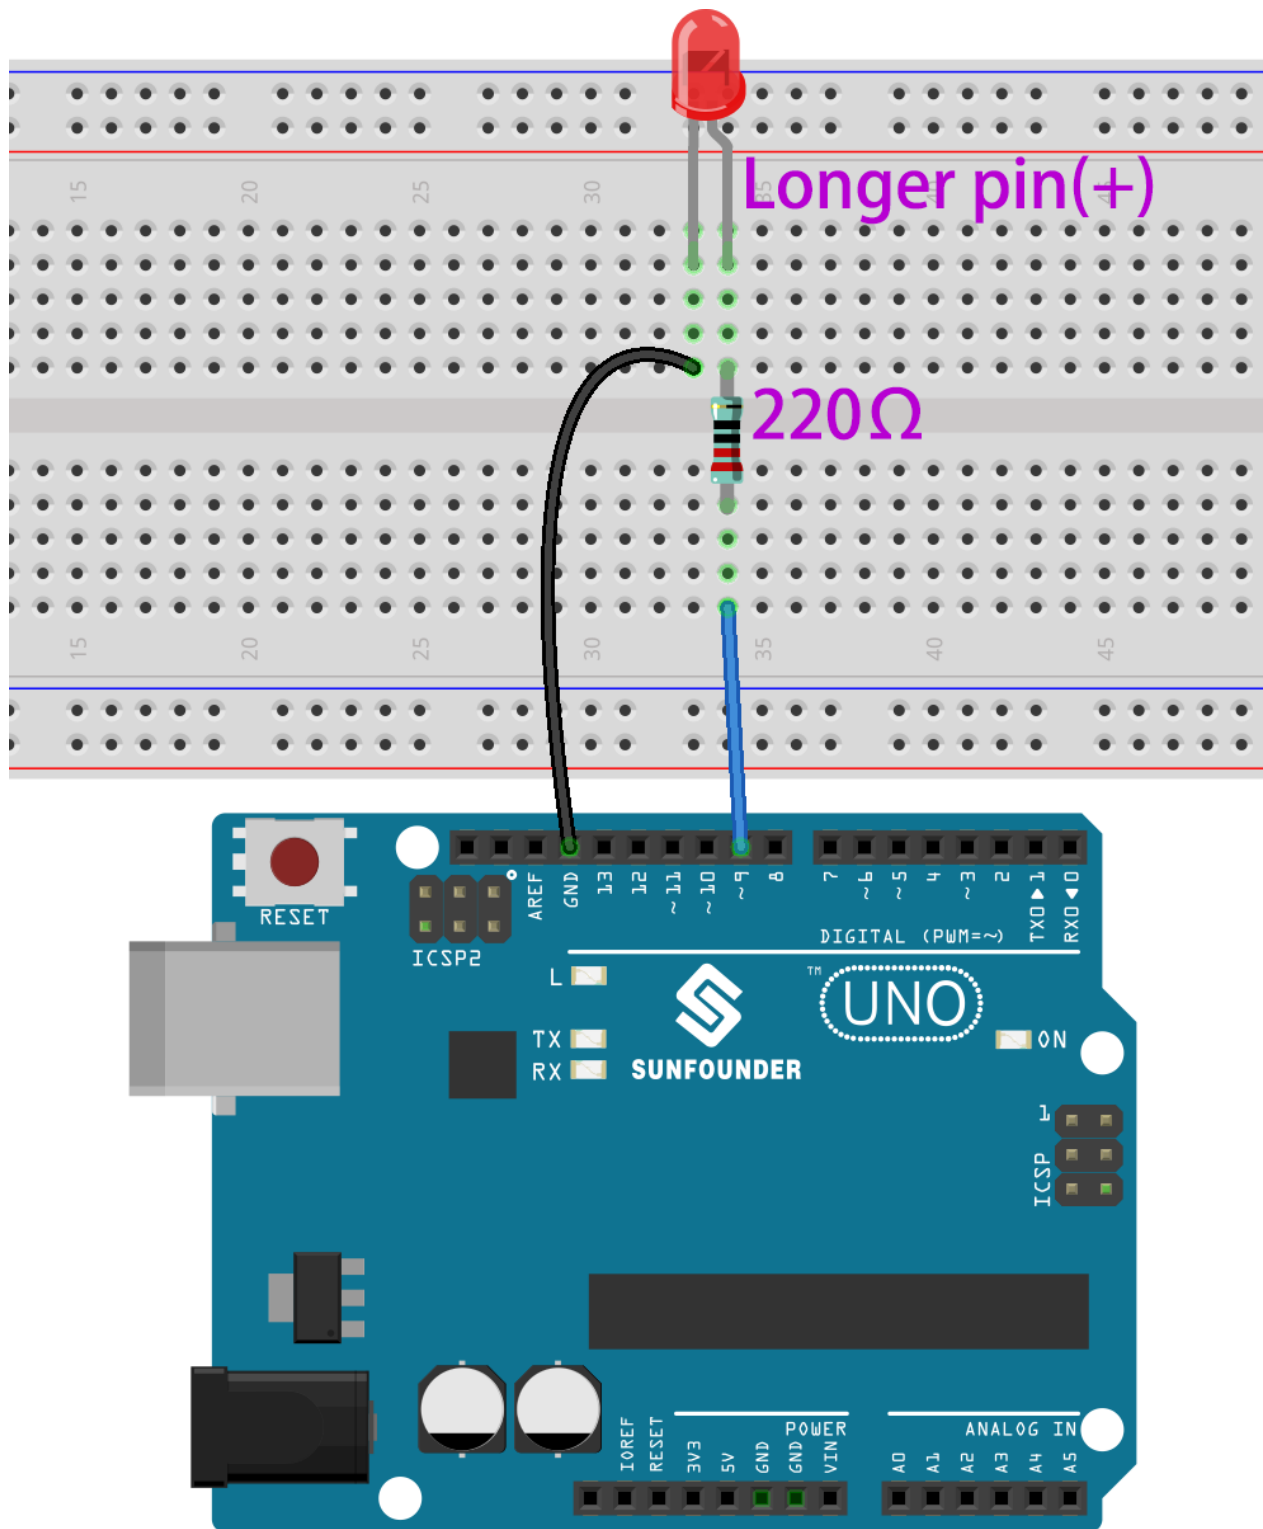 15 20 25 30 35 40 45
Longer pin(+)
220Ω
15 20 25 30 35 40 45
RESET
AREF GND 13 12 ~11 ~10 ~9 8 7 ~6 ~5 4 ~3 2 TX0▶1 RX0◀0
ICSP2
DIGITAL (PWM=~)
L
TM
UNO
TX
RX
ON
SUNFOUNDER
1
ICSP
POWER
ANALOG IN
IOREF RESET 3V3 5V GND GND VIN A0 A1 A2 A3 A4 A5